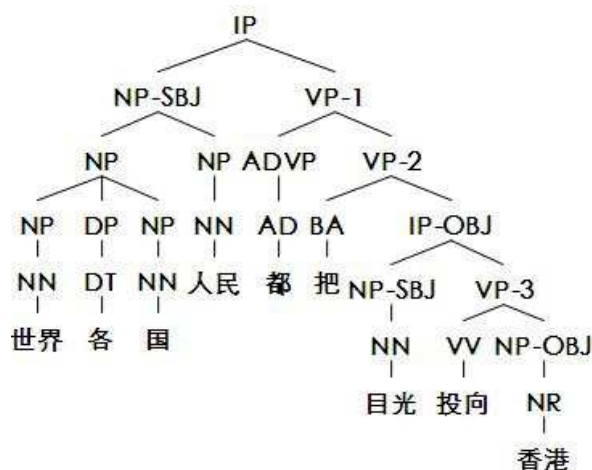 IP
NP-SBJ VP-1
NP NP ADVP VP-2
NP DP NP NN AD BA IP-OBJ
NN DT NN 人民 都 把 NP-SBJ VP-3
世界 各 国 NN VV NP-OBJ
目光 投向 NR
香港